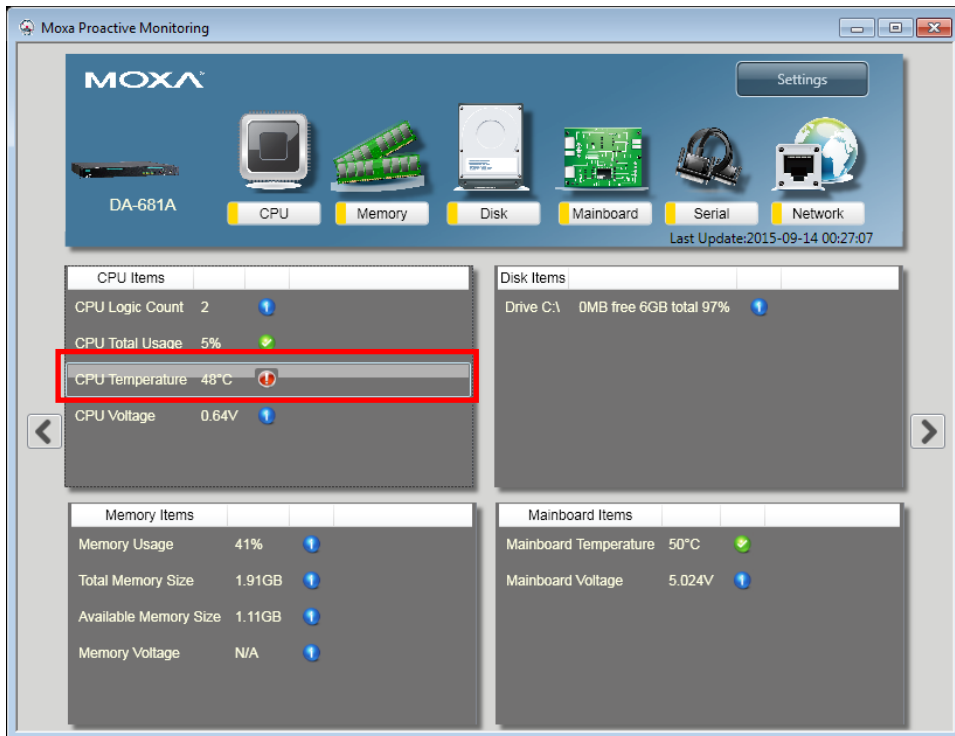 Moxa Proactive Monitoring
MOXA
Settings
DA-681A
CPU
Memory
Disk
Mainboard
Serial
Network
Last Update:2015-09-14 00:27:07
CPU Items
CPU Logic Count 2
CPU Total Usage 5%
CPU Temperature 48°C
CPU Voltage 0.64V
Disk Items
Drive C:\ 0MB free 6GB total 97%
Memory Items
Memory Usage 41%
Total Memory Size 1.91GB
Available Memory Size 1.11GB
Memory Voltage N/A
Mainboard Items
Mainboard Temperature 50°C
Mainboard Voltage 5.024V